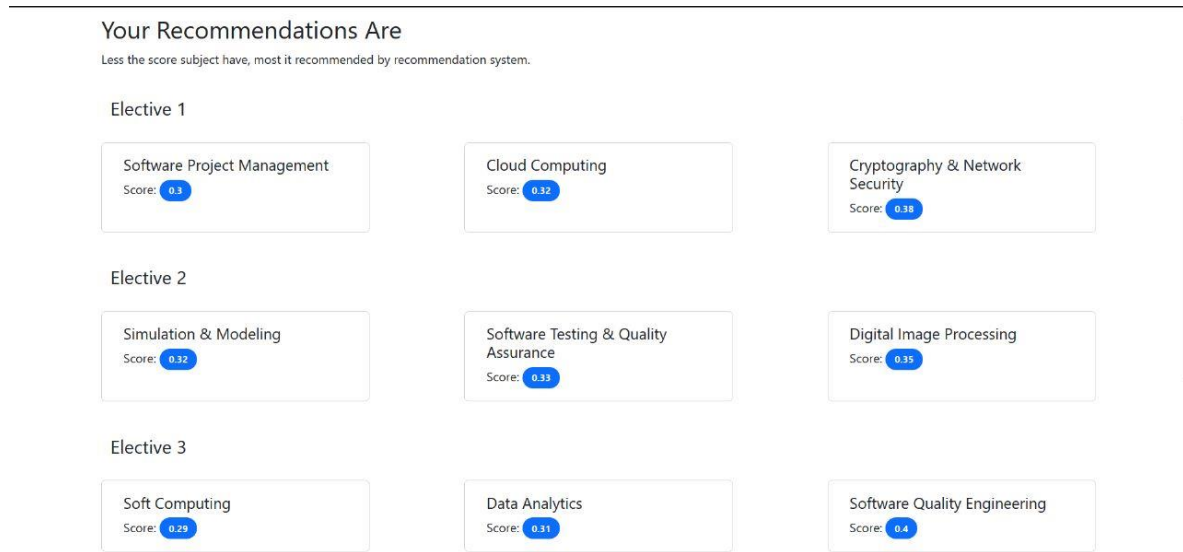 Your Recommendations Are
Less the score subject have, most it recommended by recommendation system.
Elective 1
Software Project Management
Score: 0.3
Cloud Computing
Score: 0.32
Cryptography & Network
Security
Score: 0.38
Elective 2
Simulation & Modeling
Score: 0.32
Software Testing & Quality
Assurance
Score: 0.33
Digital Image Processing
Score: 0.35
Elective 3
Soft Computing
Score: 0.29
Data Analytics
Score: 0.31
Software Quality Engineering
Score: 0.4